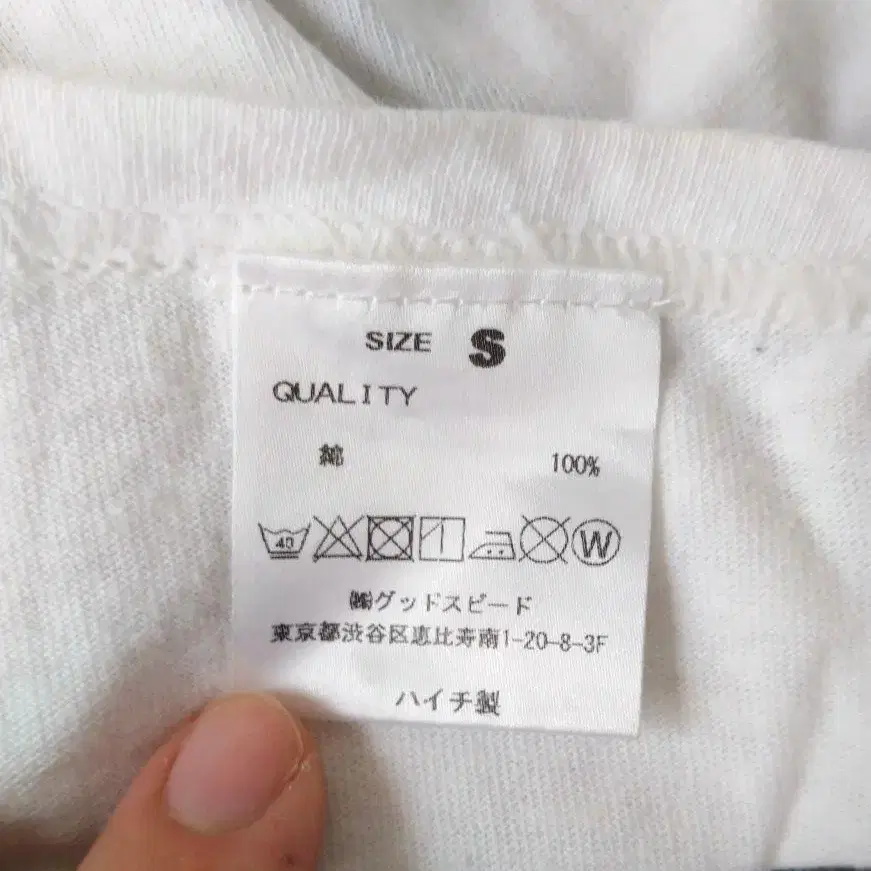 SIZE S
QUALITY
綿 100%
40 W
㈱グッドスピード
東京都渋谷区恵比寿南1-20-8-3F
ハイチ製